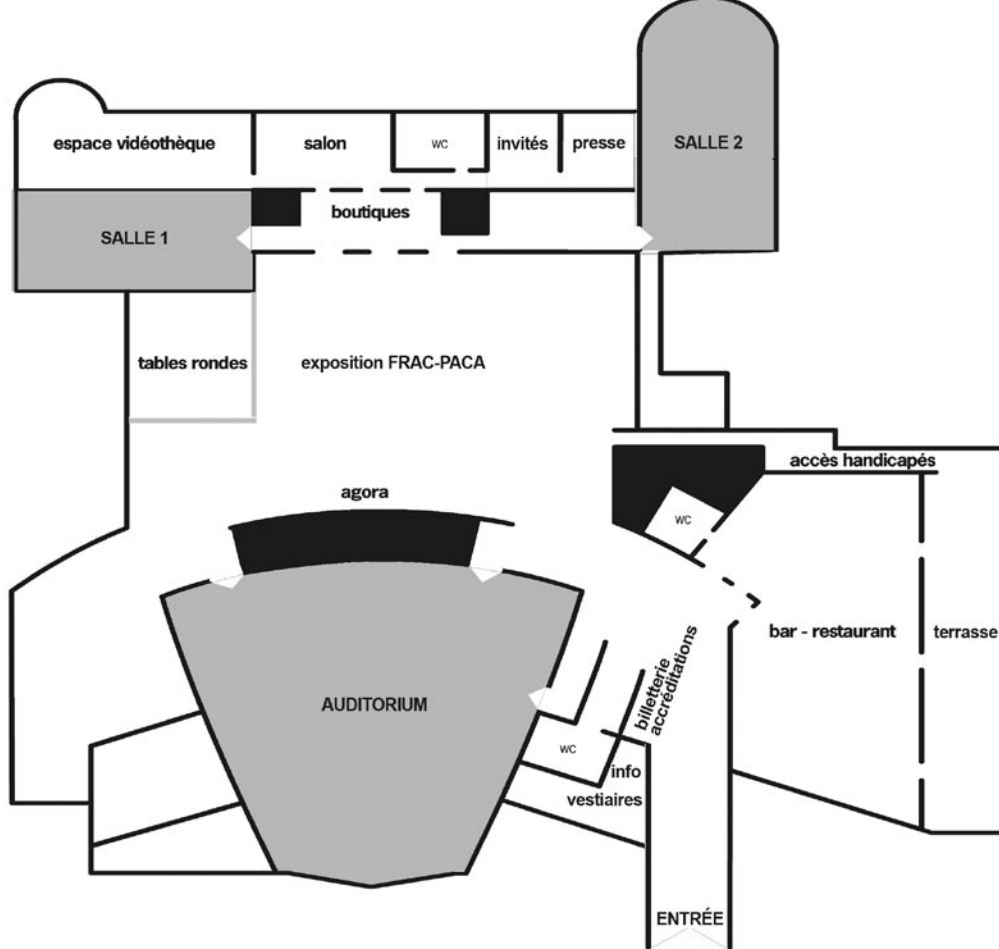 espace vidéothèque
salon
WC
invités
presse
SALLE 2
boutiques
SALLE 1
tables rondes
exposition FRAC-PACA
accès handicapés
agora
WC
bar - restaurant
terrasse
billetterie
accréditations
AUDITORIUM
WC
info
vestiaires
ENTRÉE